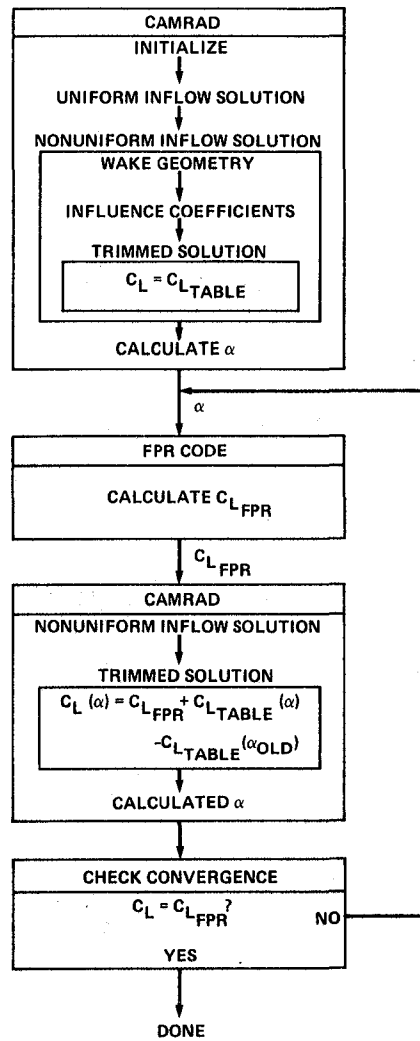 CAMRAD
INITIALIZE
UNIFORM INFLOW SOLUTION
NONUNIFORM INFLOW SOLUTION
WAKE GEOMETRY
INFLUENCE COEFFICIENTS
TRIMMED SOLUTION
C_L = C_L_TABLE
CALCULATE α
α
FPR CODE
CALCULATE C_L_FPR
C_L_FPR
CAMRAD
NONUNIFORM INFLOW SOLUTION
TRIMMED SOLUTION
C_L (α) = C_L_FPR + C_L_TABLE (α)
-C_L_TABLE (α_OLD)
CALCULATED α
CHECK CONVERGENCE
C_L = C_L_FPR?
NO
YES
DONE